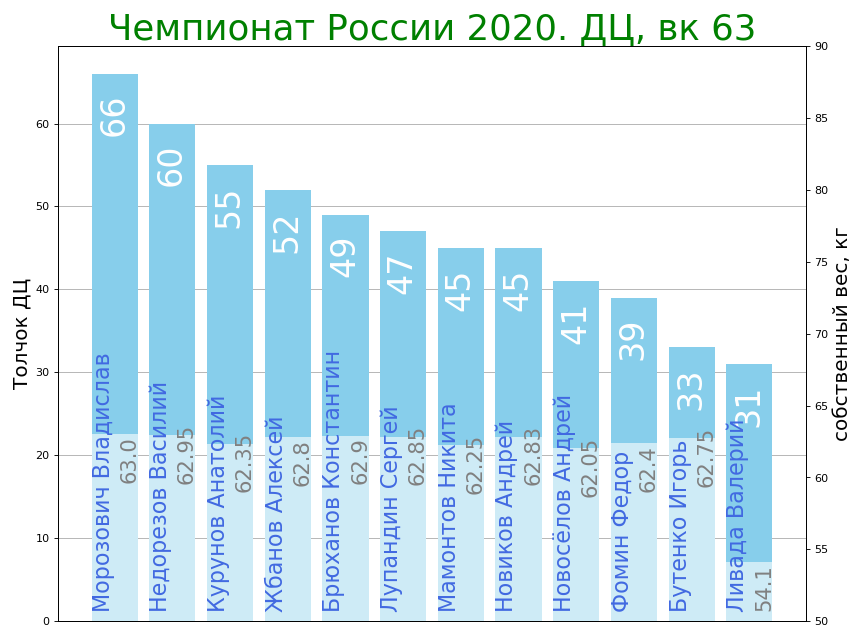 Чемпионат России 2020. ДЦ, вк 63
Толчок ДЦ
60
50
40
30
20
10
0
66
60
55
52
49
47
45
45
41
39
33
31
Морозович Владислав
63.0
Недорезов Василий
62.95
Курунов Анатолий
62.35
Жбанов Алексей
62.8
Брюханов Константин
62.9
Лупандин Сергей
62.85
Мамонтов Никита
62.25
Новиков Андрей
62.83
Новосёлов Андрей
62.05
Фомин Федор
62.4
Бутенко Игорь
62.75
Ливада Валерий
54.1
90
85
80
75
70
65
60
55
50
собственный вес, кг